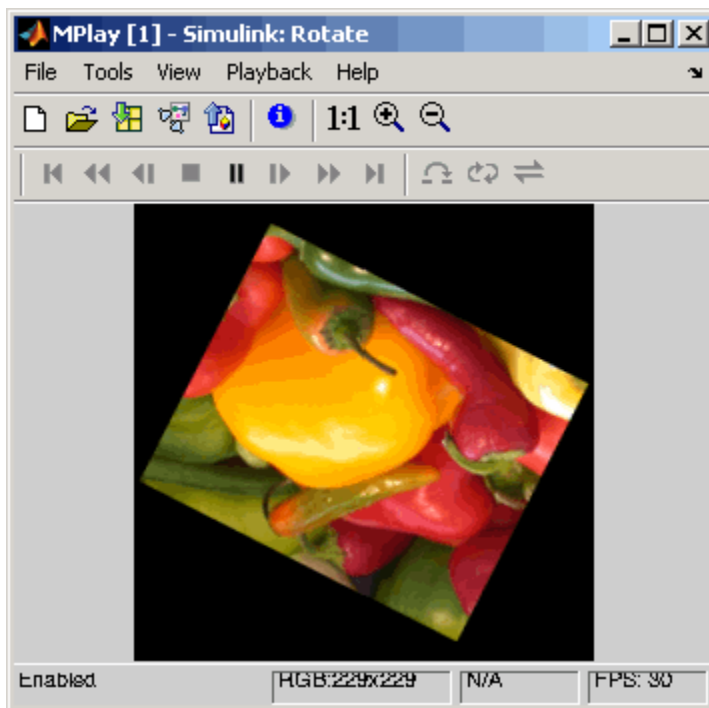 MPlay [1] - Simulink: Rotate
File Tools View Playback Help
1:1
Enabled RGB:229x229 N/A FPS: 30